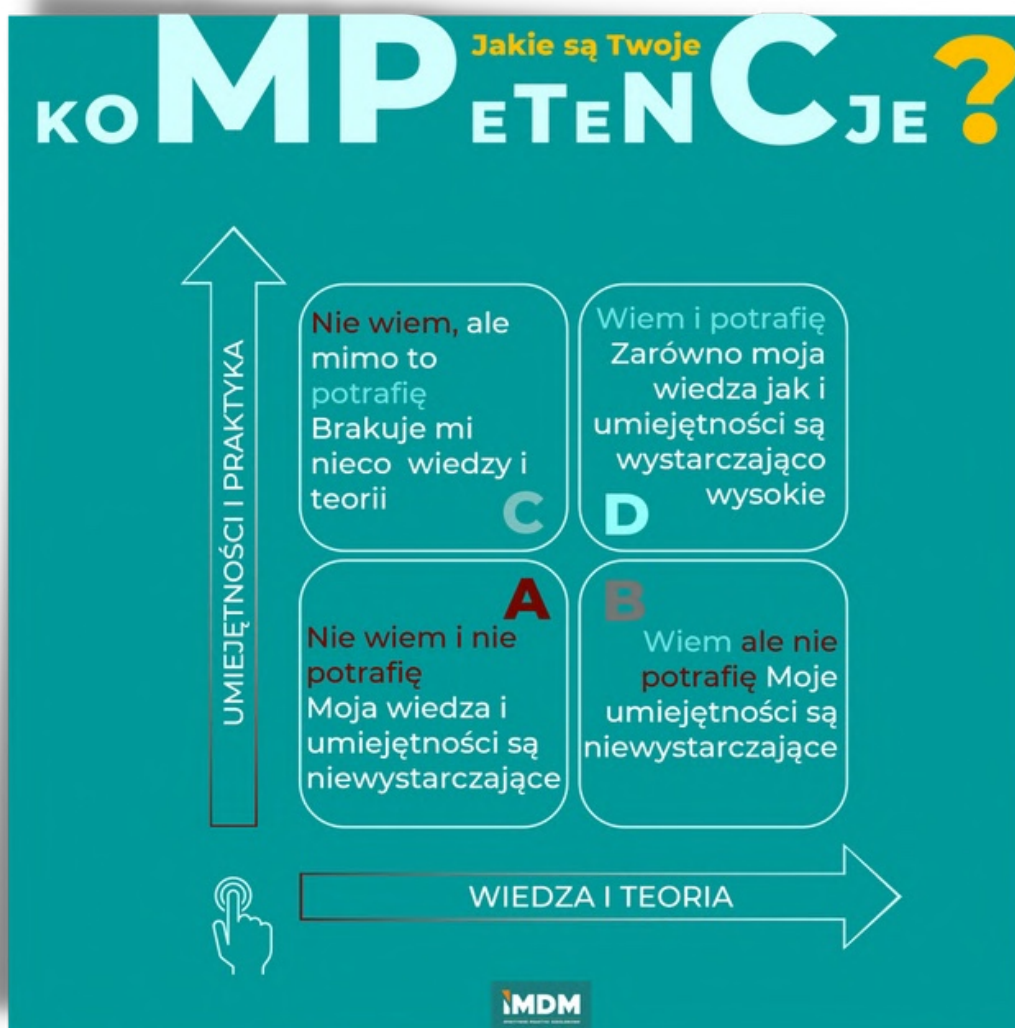 Jakie są Twoje
KOMPETENCJE ?
UMIEJĘTNOŚCI I PRAKTYKA
Nie wiem, ale
mimo to
potrafię
Brakuje mi
nieco wiedzy i
teorii
C
Wiem i potrafię
Zarówno moja
wiedza jak i
umiejętności są
wystarczająco
wysokie
D
A
Nie wiem i nie
potrafię
Moja wiedza i
umiejętności są
niewystarczające
B
Wiem ale nie
potrafię Moje
umiejętności są
niewystarczające
WIEDZA I TEORIA
iMDM